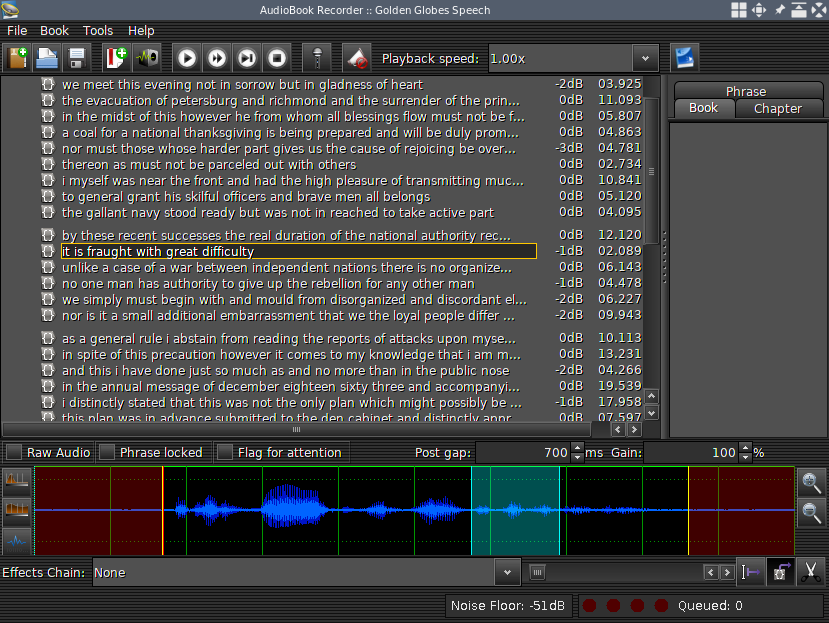 AudioBook Recorder :: Golden Globes Speech
File Book Tools Help
Playback speed: 1.00x
we meet this evening not in sorrow but in gladness of heart -2dB 03.925
the evacuation of petersburg and richmond and the surrender of the prin... 0dB 11.093
in the midst of this however he from whom all blessings flow must not be f... 0dB 05.807
a coal for a national thanksgiving is being prepared and will be duly prom... 0dB 04.863
nor must those whose harder part gives us the cause of rejoicing be over... -3dB 04.781
thereon as must not be parceled out with others 0dB 02.734
i myself was near the front and had the high pleasure of transmitting muc... 0dB 10.841
to general grant his skilful officers and brave men all belongs 0dB 05.120
the gallant navy stood ready but was not in reached to take active part 0dB 04.095
by these recent successes the real duration of the national authority rec... 0dB 12.120
it is fraught with great difficulty -1dB 02.089
unlike a case of a war between independent nations there is no organize... 0dB 06.143
no one man has authority to give up the rebellion for any other man -1dB 04.478
we simply must begin with and mould from disorganized and discordant el... -2dB 06.227
nor is it a small additional embarrassment that we the loyal people differ ... -2dB 09.943
as a general rule i abstain from reading the reports of attacks upon myse... 0dB 10.113
in spite of this precaution however it comes to my knowledge that i am m... 0dB 13.231
and this i have done just so much as and no more than in the public nose -2dB 04.266
in the annual message of december eighteen sixty three and accompanyi... 0dB 19.539
i distinctly stated that this was not the only plan which might possibly be ... -1dB 17.958
this plan was in advance submitted to the den cabinet and distinctly appr... 0dB 07.597
Phrase
Book Chapter
Raw Audio Phrase locked Flag for attention Post gap: 700 ms Gain: 100 %
Effects Chain: None
Noise Floor: -51dB Queued: 0